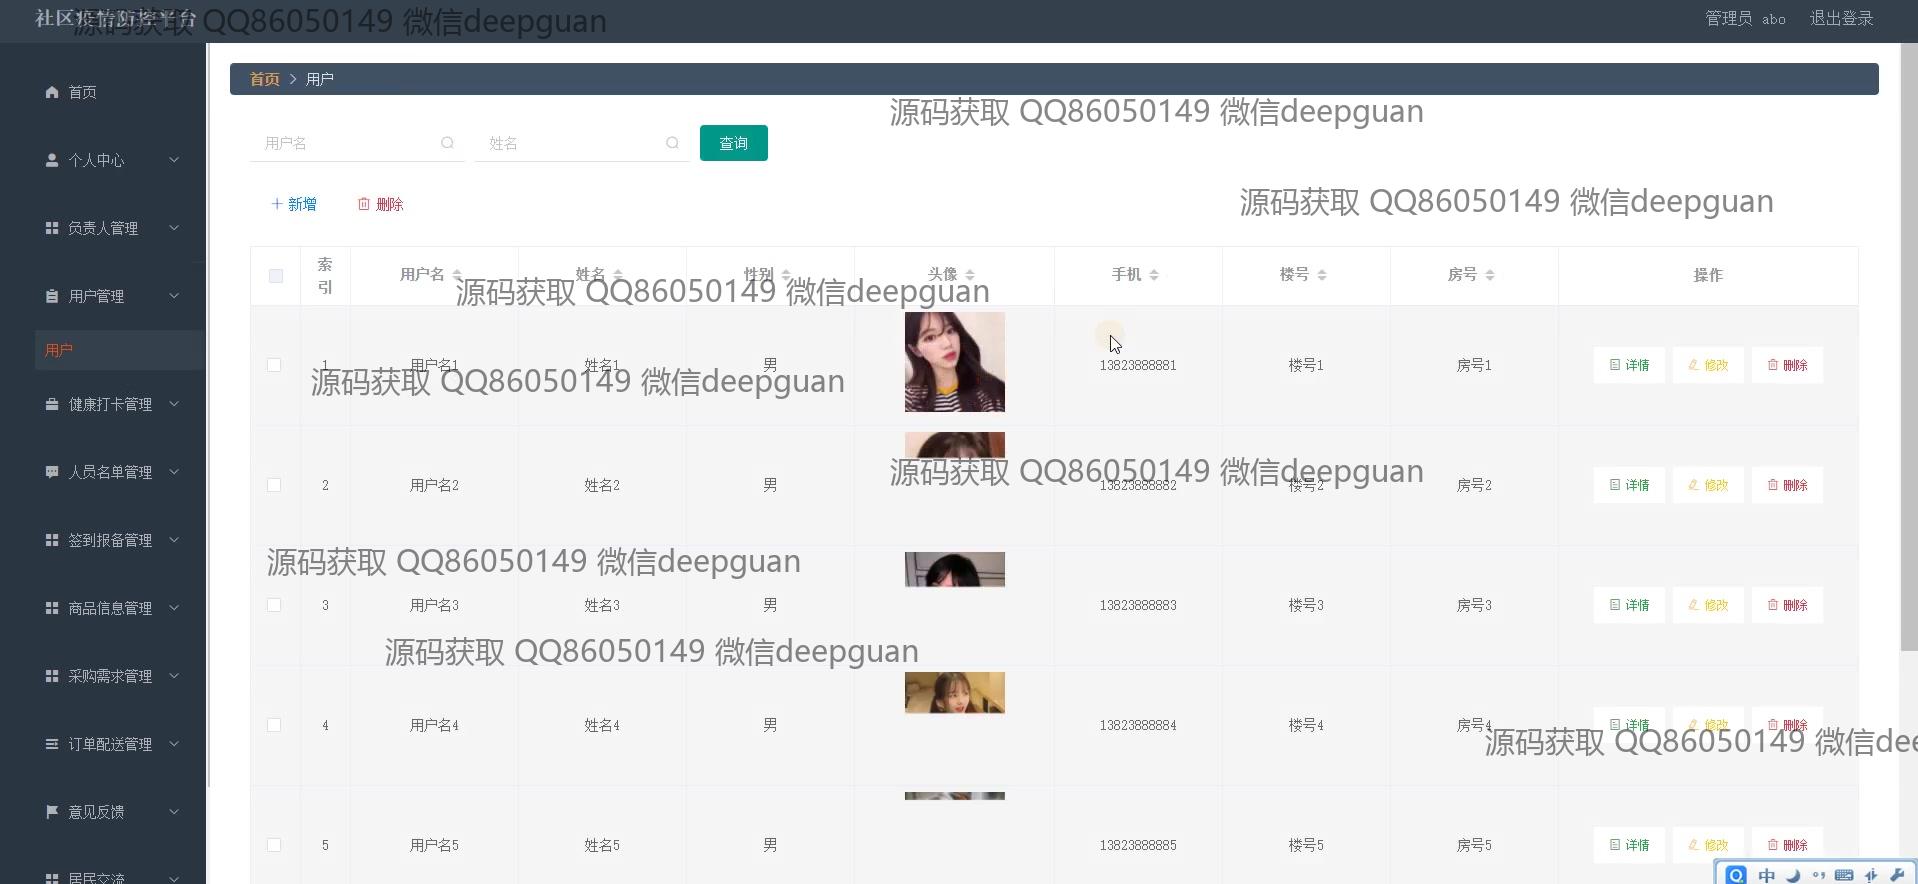 社区疫情防控平台
源码获取 QQ86050149 微信deepguan
管理员 abo 退出登录
首页
首页 > 用户
源码获取 QQ86050149 微信deepguan
用户名 姓名 查询
个人中心
新增 删除
源码获取 QQ86050149 微信deepguan
负责人管理
索引 用户名 姓名 性别 头像 手机 楼号 房号 操作
源码获取 QQ86050149 微信deepguan
用户管理
用户
1 用户名1 姓名1 男 13823888881 楼号1 房号1 详情 修改 删除
源码获取 QQ86050149 微信deepguan
健康打卡管理
人员名单管理
源码获取 QQ86050149 微信deepguan
2 用户名2 姓名2 男 13823888882 楼号2 房号2 详情 修改 删除
签到报备管理
源码获取 QQ86050149 微信deepguan
商品信息管理
3 用户名3 姓名3 男 13823888883 楼号3 房号3 详情 修改 删除
源码获取 QQ86050149 微信deepguan
采购需求管理
4 用户名4 姓名4 男 13823888884 楼号4 房号4 详情 修改 删除
源码获取 QQ86050149 微信dee
订单配送管理
意见反馈
5 用户名5 姓名5 男 13823888885 楼号5 房号5 详情 修改 删除
居民交流
中